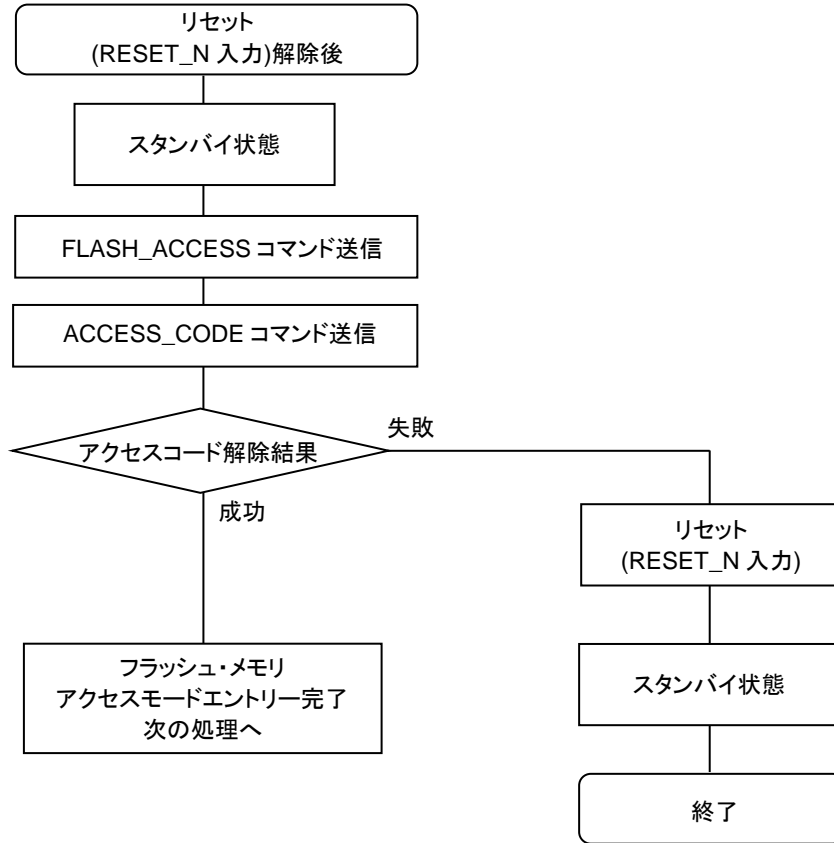 リセット
(RESET_N 入力)解除後
スタンバイ状態
FLASH_ACCESS コマンド送信
ACCESS_CODE コマンド送信
アクセスコード解除結果
失敗
成功
リセット
(RESET_N 入力)
フラッシュ・メモリ
アクセスモードエントリー完了
次の処理へ
スタンバイ状態
終了